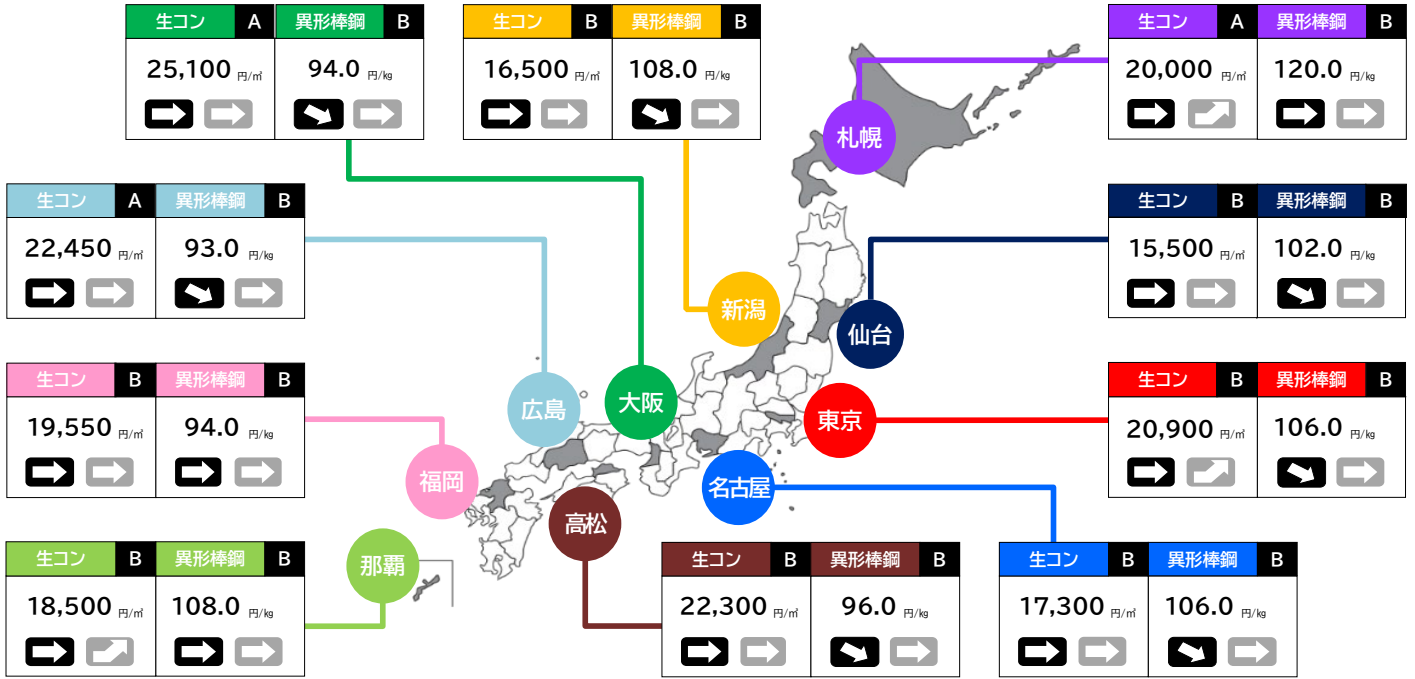 生コン A 異形棒鋼 B
25,100 円/㎥ 94.0 円/kg
生コン B 異形棒鋼 B
16,500 円/㎥ 108.0 円/kg
生コン A 異形棒鋼 B
20,000 円/㎥ 120.0 円/kg
札幌
生コン A 異形棒鋼 B
22,450 円/㎥ 93.0 円/kg
生コン B 異形棒鋼 B
15,500 円/㎥ 102.0 円/kg
新潟
仙台
広島
大阪
東京
生コン B 異形棒鋼 B
19,550 円/㎥ 94.0 円/kg
生コン B 異形棒鋼 B
20,900 円/㎥ 106.0 円/kg
福岡
名古屋
高松
那覇
生コン B 異形棒鋼 B
18,500 円/㎥ 108.0 円/kg
生コン B 異形棒鋼 B
22,300 円/㎥ 96.0 円/kg
生コン B 異形棒鋼 B
17,300 円/㎥ 106.0 円/kg